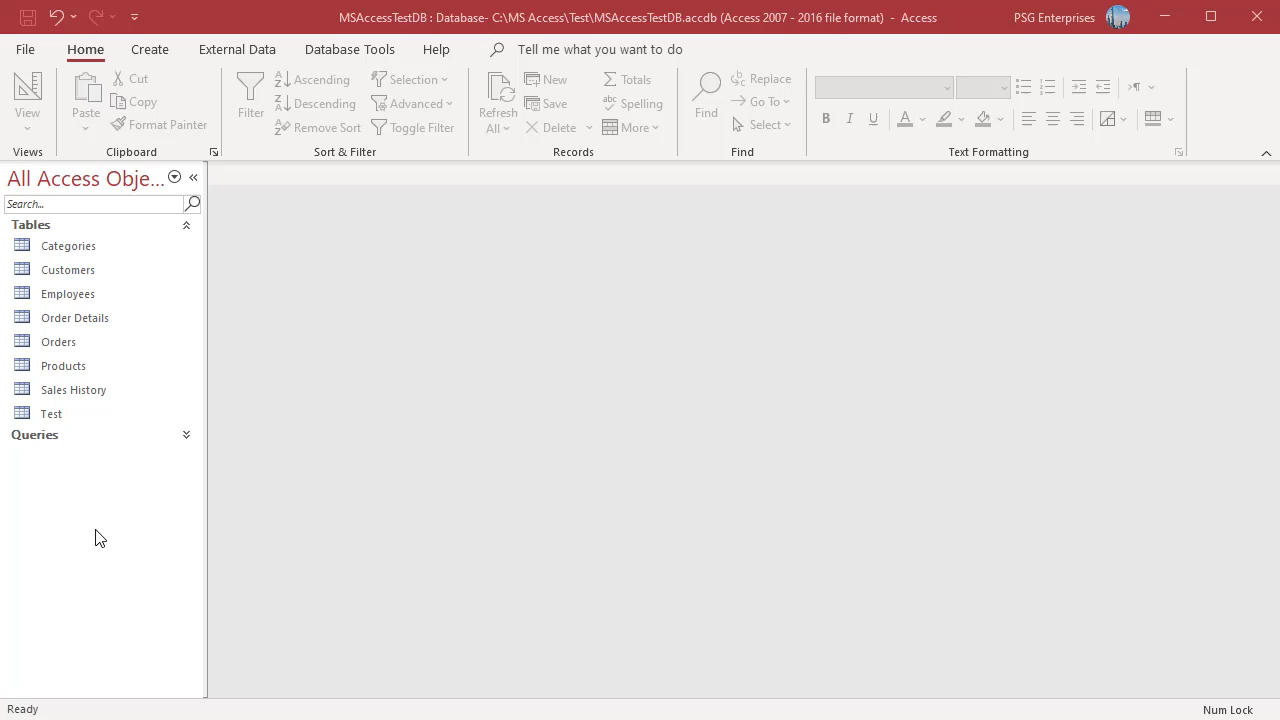 MSAccessTestDB : Database- C:\MS Access\Test\MSAccessTestDB.accdb (Access 2007 - 2016 file format) - Access
PSG Enterprises
File Home Create External Data Database Tools Help Tell me what you want to do
View
Views
Paste
Cut
Copy
Format Painter
Clipboard
Filter
Ascending
Descending
Remove Sort
Selection
Advanced
Toggle Filter
Sort & Filter
Refresh
All
New
Save
Delete
Totals
Spelling
More
Records
Find
Replace
Go To
Select
Find
B I U
Text Formatting
All Access Obje...
Search...
Tables
Categories
Customers
Employees
Order Details
Orders
Products
Sales History
Test
Queries
Ready
Num Lock